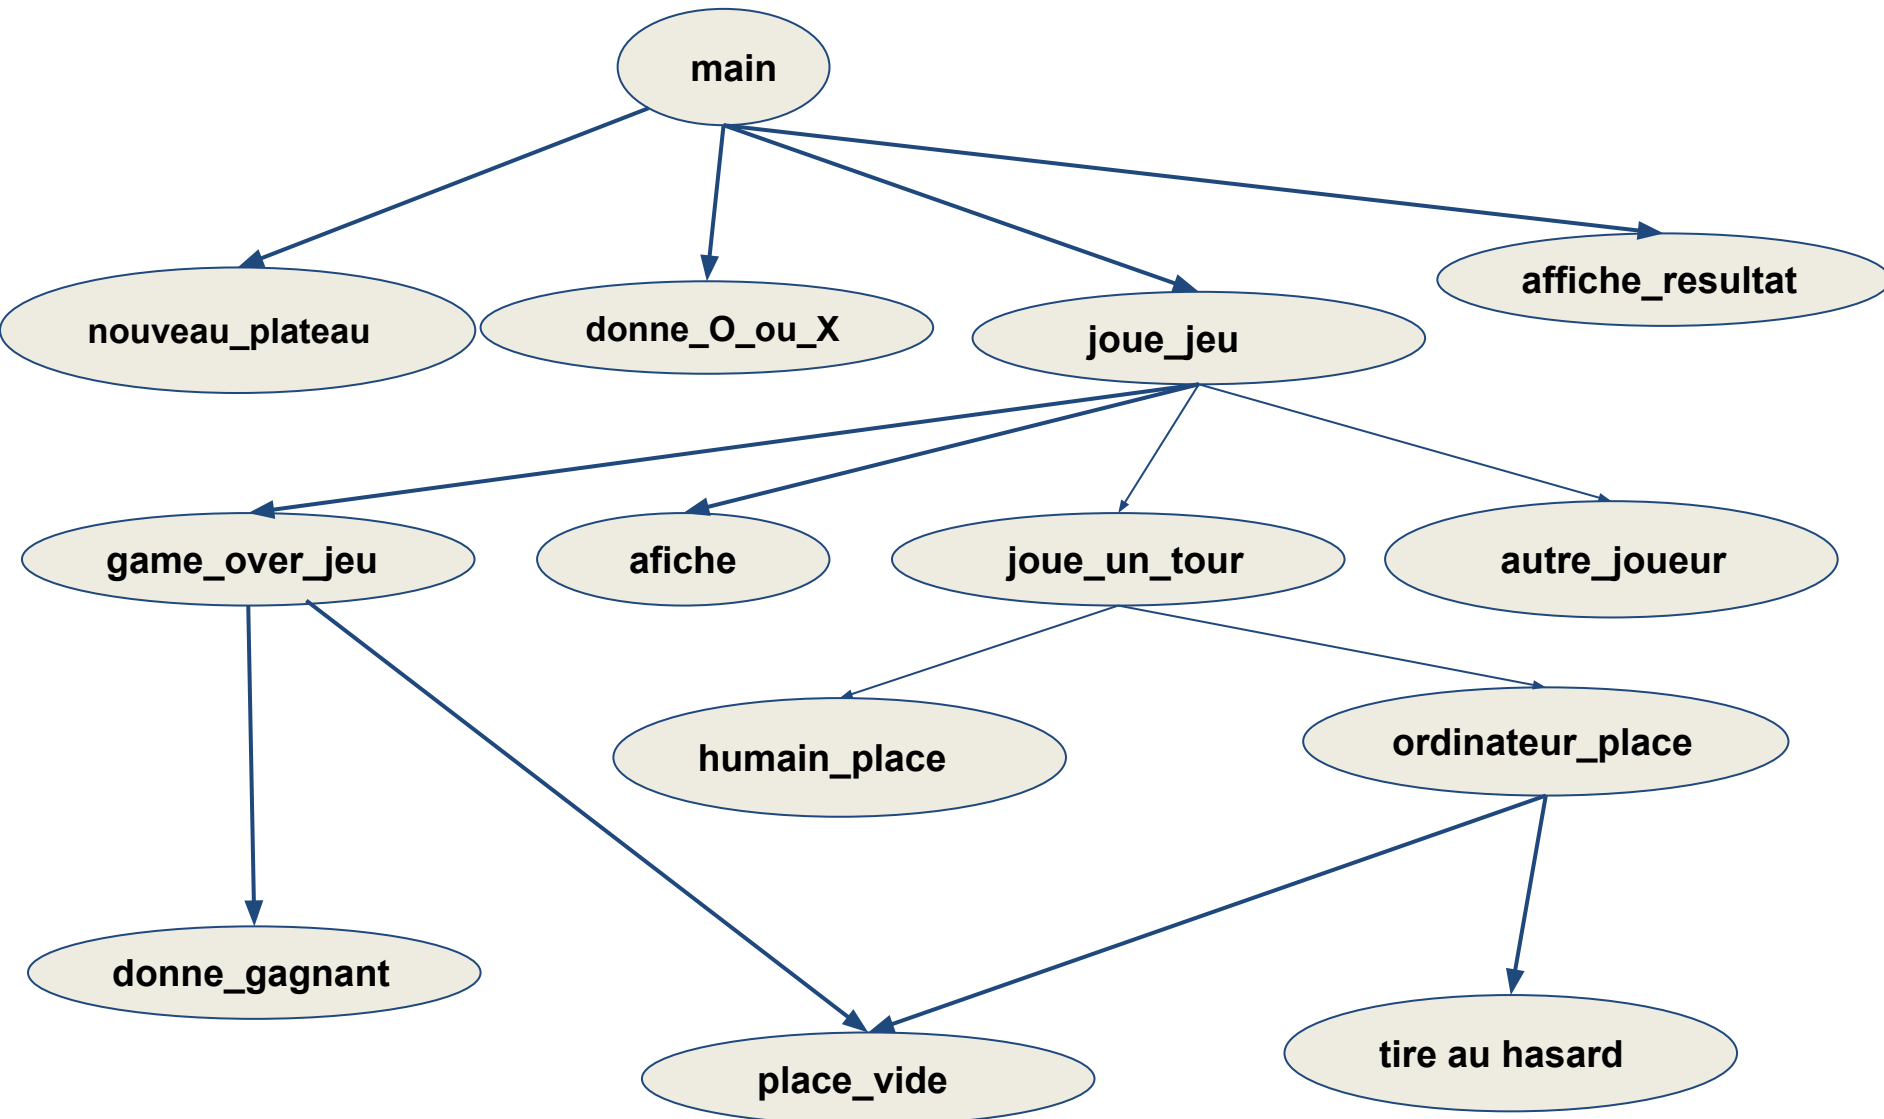 main
nouveau_plateau
donne_O_ou_X
joue_jeu
affiche_resultat
game_over_jeu
afiche
joue_un_tour
autre_joueur
humain_place
ordinateur_place
donne_gagnant
place_vide
tire au hasard